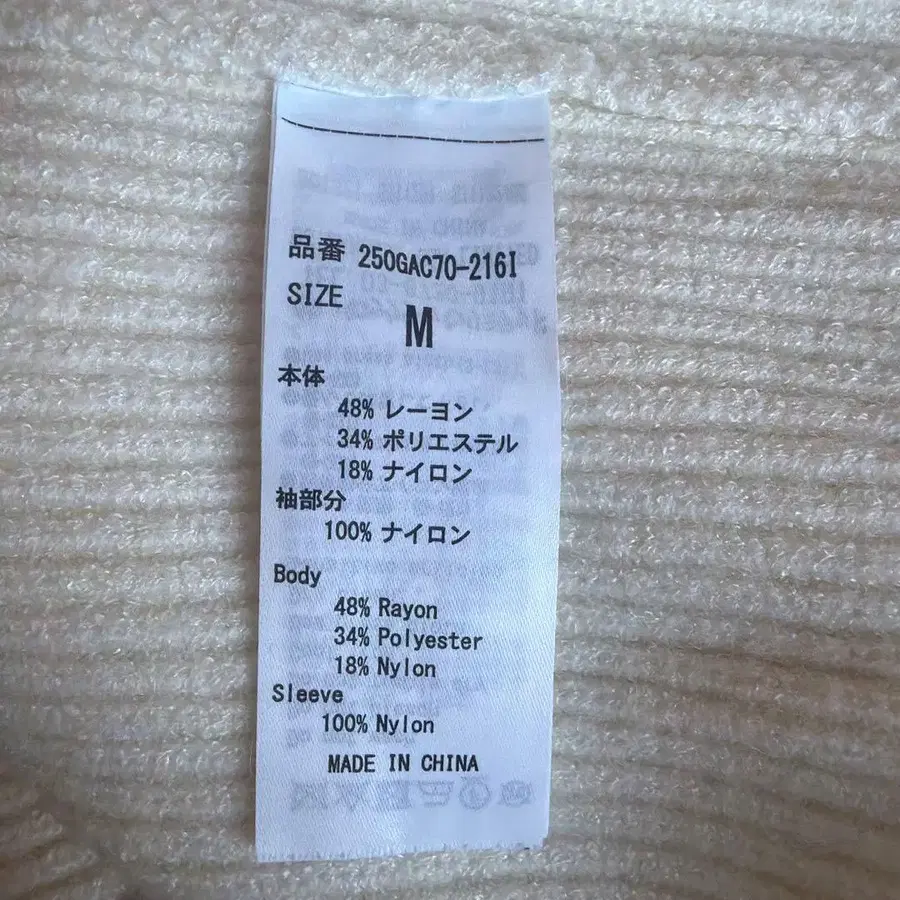 品番 250GAC70-216I
SIZE
M
本体
48% レーヨン
34% ポリエステル
18% ナイロン
袖部分
100% ナイロン
Body
48% Rayon
34% Polyester
18% Nylon
Sleeve
100% Nylon
MADE IN CHINA